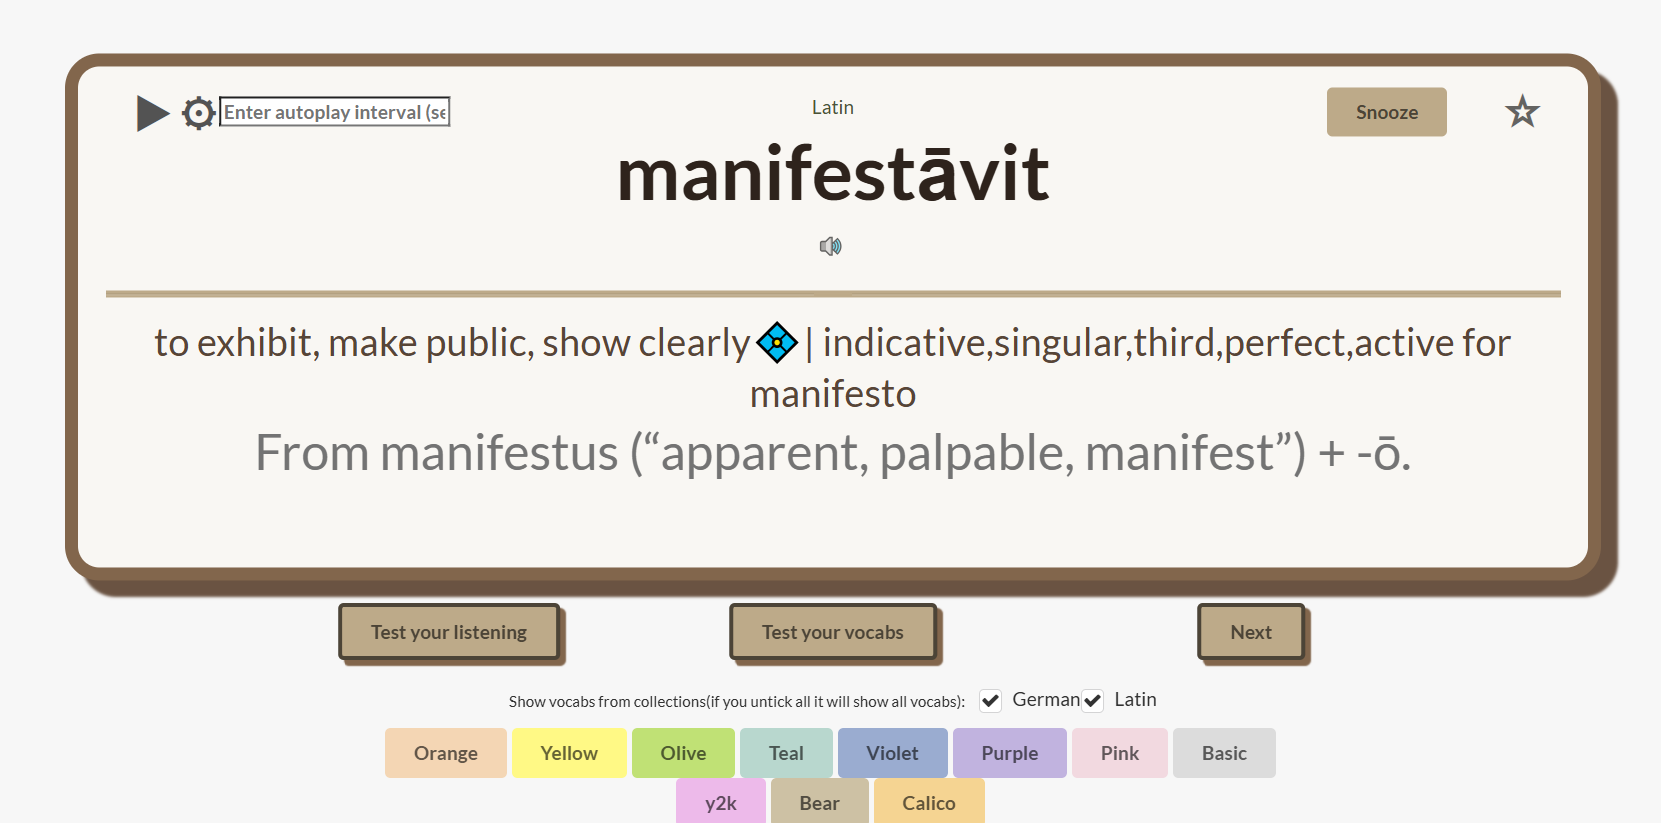 Enter autoplay interval (se
Latin
Snooze
manifestāvit
to exhibit, make public, show clearly | indicative,singular,third,perfect,active for
manifesto
From manifestus (“apparent, palpable, manifest”) + -ō.
Test your listening
Test your vocabs
Next
Show vocabs from collections(if you untick all it will show all vocabs): German Latin
Orange Yellow Olive Teal Violet Purple Pink Basic
y2k Bear Calico